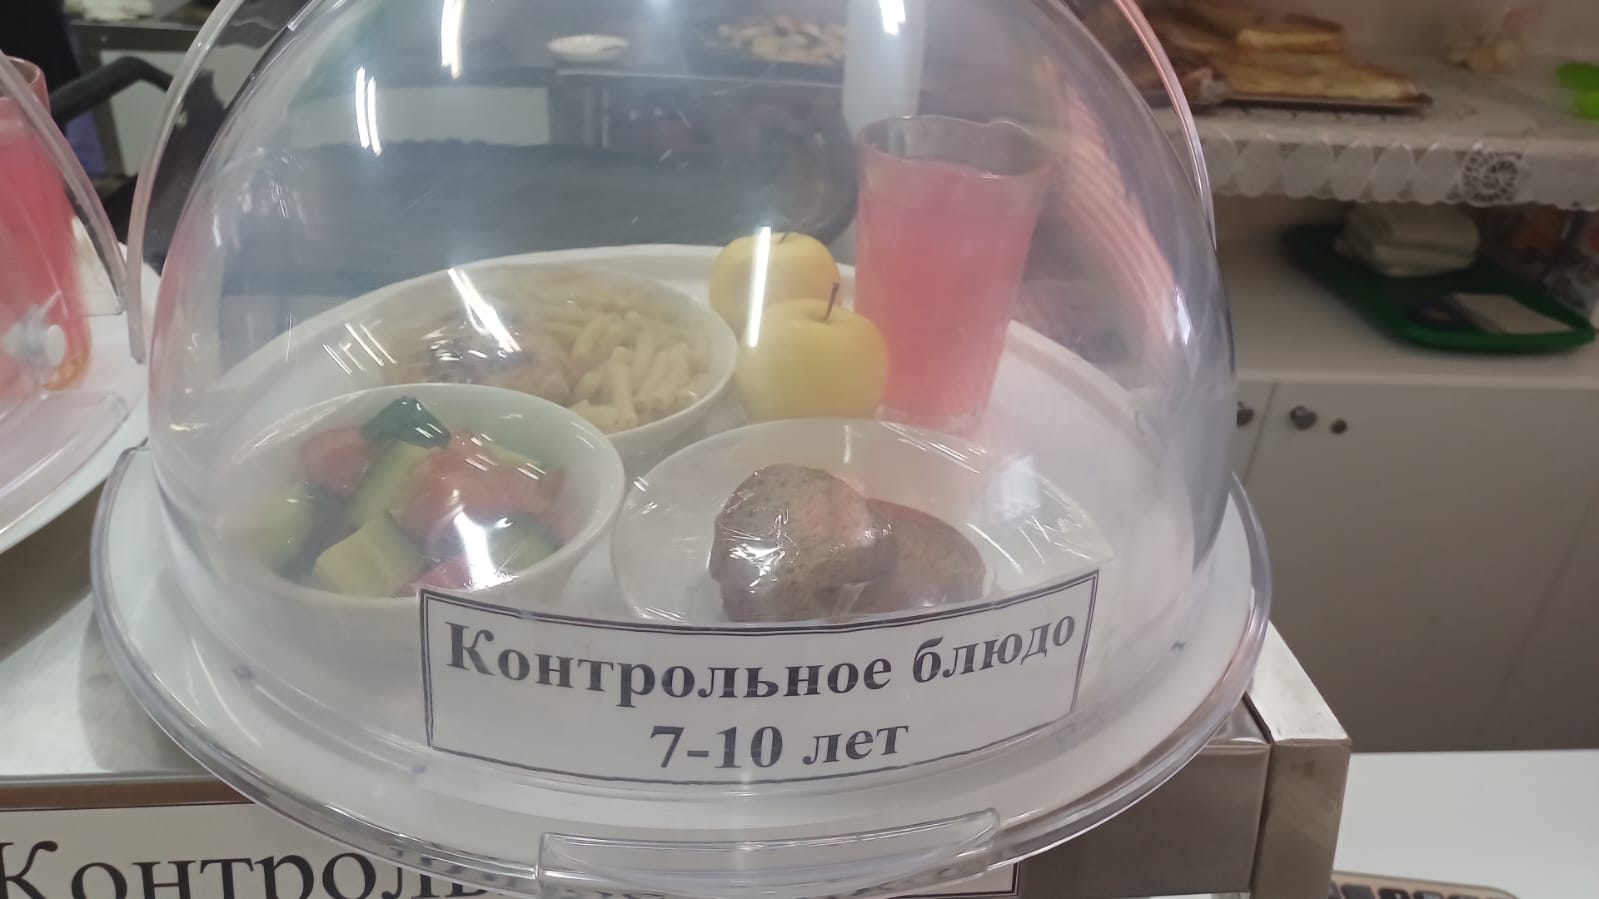 Контрольное блюдо
7-10 лет